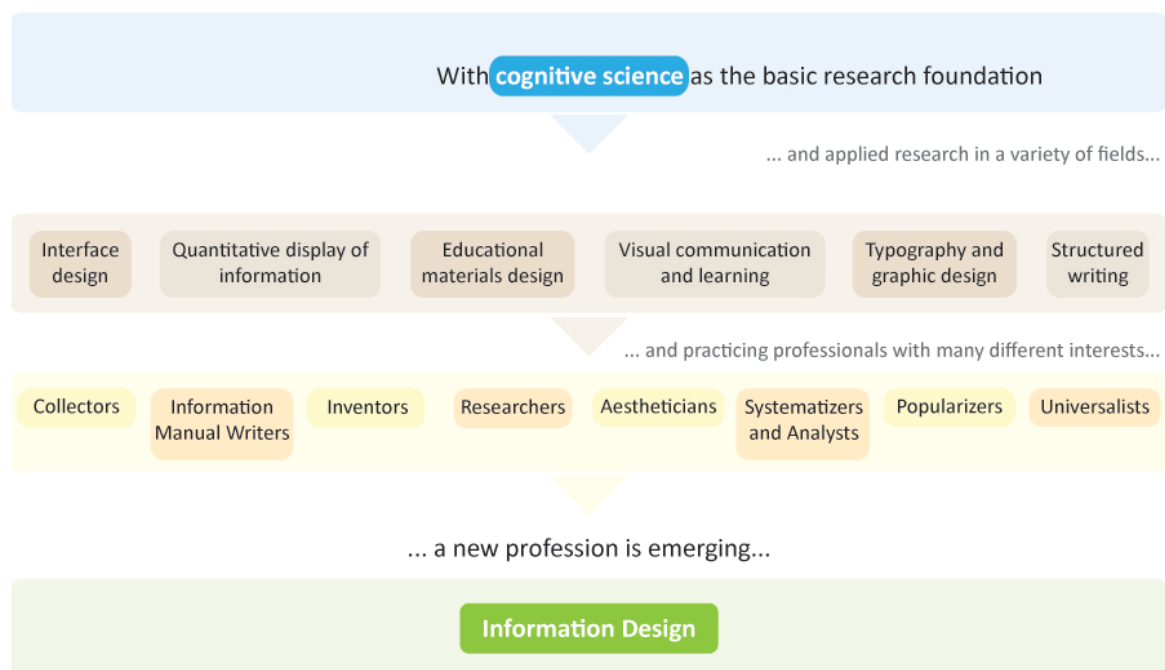 With cognitive science as the basic research foundation
... and applied research in a variety of fields...
Interface
design
Quantitative display of
information
Educational
materials design
Visual communication
and learning
Typography and
graphic design
Structured
writing
... and practicing professionals with many different interests...
Collectors
Information
Manual Writers
Inventors
Researchers
Aestheticians
Systematizers
and Analysts
Popularizers
Universalists
... a new profession is emerging...
Information Design